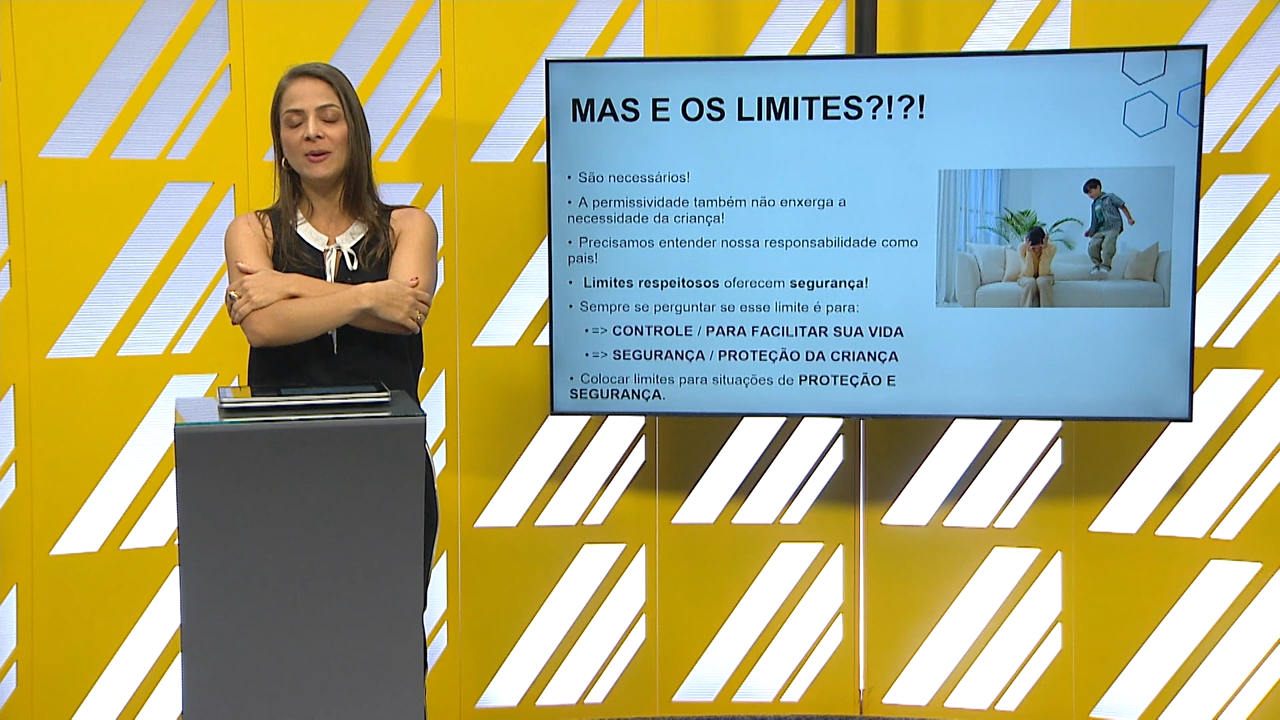 MAS E OS LIMITES?!?!
• São necessários!
• A permissividade também não enxerga a
necessidade da criança!
• Precisamos entender nossa responsabilidade como
pais!
• Limites respeitosos oferecem segurança!
• Sempre se perguntar se esse limite é para:
• => CONTROLE / PARA FACILITAR SUA VIDA
• => SEGURANÇA / PROTEÇÃO DA CRIANÇA
• Colocar limites para situações de PROTEÇÃO E
SEGURANÇA.